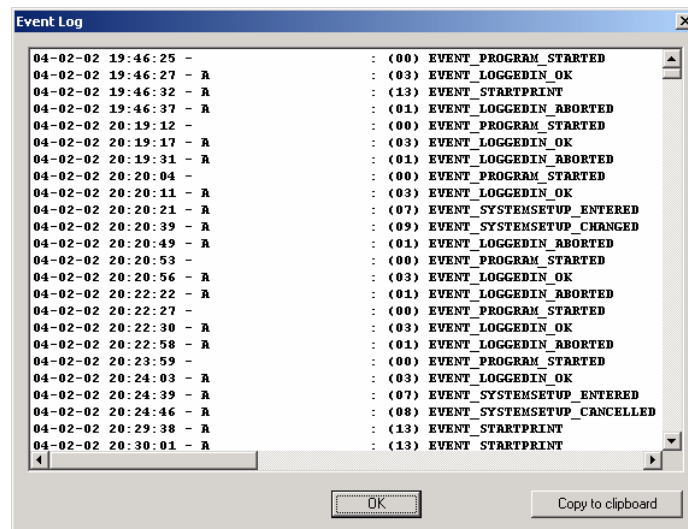 Event Log
04-02-02 19:46:25 - : (00) EVENT_PROGRAM_STARTED
04-02-02 19:46:27 - A : (03) EVENT_LOGGEDIN_OK
04-02-02 19:46:32 - A : (13) EVENT_STARTPRINT
04-02-02 19:46:37 - A : (01) EVENT_LOGGEDIN_ABORTED
04-02-02 20:19:12 - : (00) EVENT_PROGRAM_STARTED
04-02-02 20:19:17 - A : (03) EVENT_LOGGEDIN_OK
04-02-02 20:19:31 - A : (01) EVENT_LOGGEDIN_ABORTED
04-02-02 20:20:04 - : (00) EVENT_PROGRAM_STARTED
04-02-02 20:20:11 - A : (03) EVENT_LOGGEDIN_OK
04-02-02 20:20:21 - A : (07) EVENT_SYSTEMSETUP_ENTERED
04-02-02 20:20:39 - A : (09) EVENT_SYSTEMSETUP_CHANGED
04-02-02 20:20:49 - A : (01) EVENT_LOGGEDIN_ABORTED
04-02-02 20:20:53 - : (00) EVENT_PROGRAM_STARTED
04-02-02 20:20:56 - A : (03) EVENT_LOGGEDIN_OK
04-02-02 20:22:22 - A : (01) EVENT_LOGGEDIN_ABORTED
04-02-02 20:22:27 - : (00) EVENT_PROGRAM_STARTED
04-02-02 20:22:30 - A : (03) EVENT_LOGGEDIN_OK
04-02-02 20:22:58 - A : (01) EVENT_LOGGEDIN_ABORTED
04-02-02 20:23:59 - : (00) EVENT_PROGRAM_STARTED
04-02-02 20:24:03 - A : (03) EVENT_LOGGEDIN_OK
04-02-02 20:24:39 - A : (07) EVENT_SYSTEMSETUP_ENTERED
04-02-02 20:24:46 - A : (08) EVENT_SYSTEMSETUP_CANCELLED
04-02-02 20:29:38 - A : (13) EVENT_STARTPRINT
04-02-02 20:30:01 - A : (13) EVENT_STARTPRINT
OK Copy to clipboard